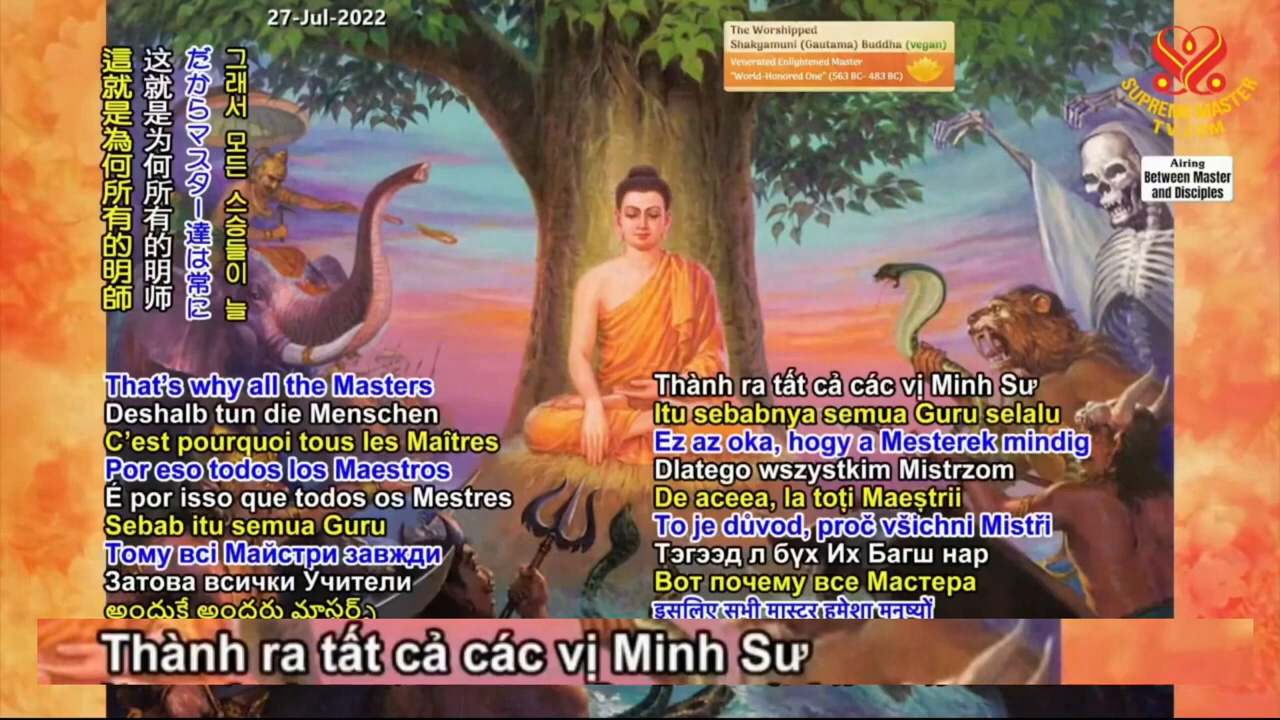 27-Jul-2022
The Worshipped
Shakyamuni (Gautama) Buddha (vegan)
Venerated Enlightened Master
"World-Honored One" (563 BC- 483 BC)
SUPREME MASTER
TV.COM
Airing
Between Master
and Disciples
그래서 모든 스승들이 늘
だからマスター達は常に
这就是为何所有的明师
這就是為何所有的明師
That's why all the Masters
Deshalb tun die Menschen
C'est pourquoi tous les Maîtres
Por eso todos los Maestros
É por isso que todos os Mestres
Sebab itu semua Guru
Тому всі Майстри завжди
Затова всички Учители
అందుకే అందరు మాస్టర్స్
Thành ra tất cả các vị Minh Sư
Itu sebabnya semua Guru selalu
Ez az oka, hogy a Mesterek mindig
Dlatego wszystkim Mistrzom
De aceea, la toți Maeștrii
To je důvod, proč všichni Mistři
Тэгээд л бүх Их Багш нар
Вот почему все Мастера
इसलिए सभी मास्टर हमेशा मनुष्यों
Thành ra tất cả các vị Minh Sư